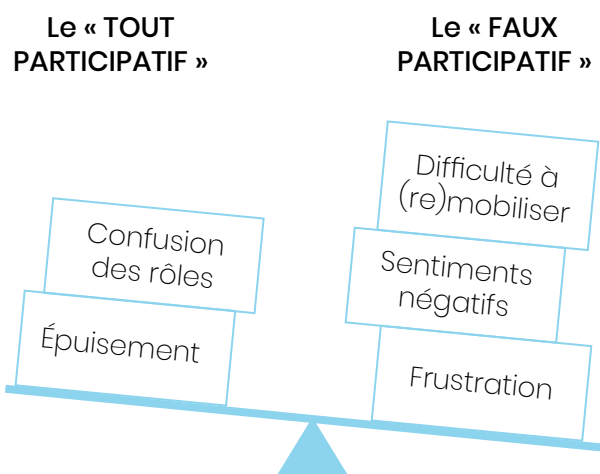 Le « TOUT
PARTICIPATIF »
Confusion
des rôles
Épuisement
Le « FAUX
PARTICIPATIF »
Difficulté à
(re)mobiliser
Sentiments
négatifs
Frustration